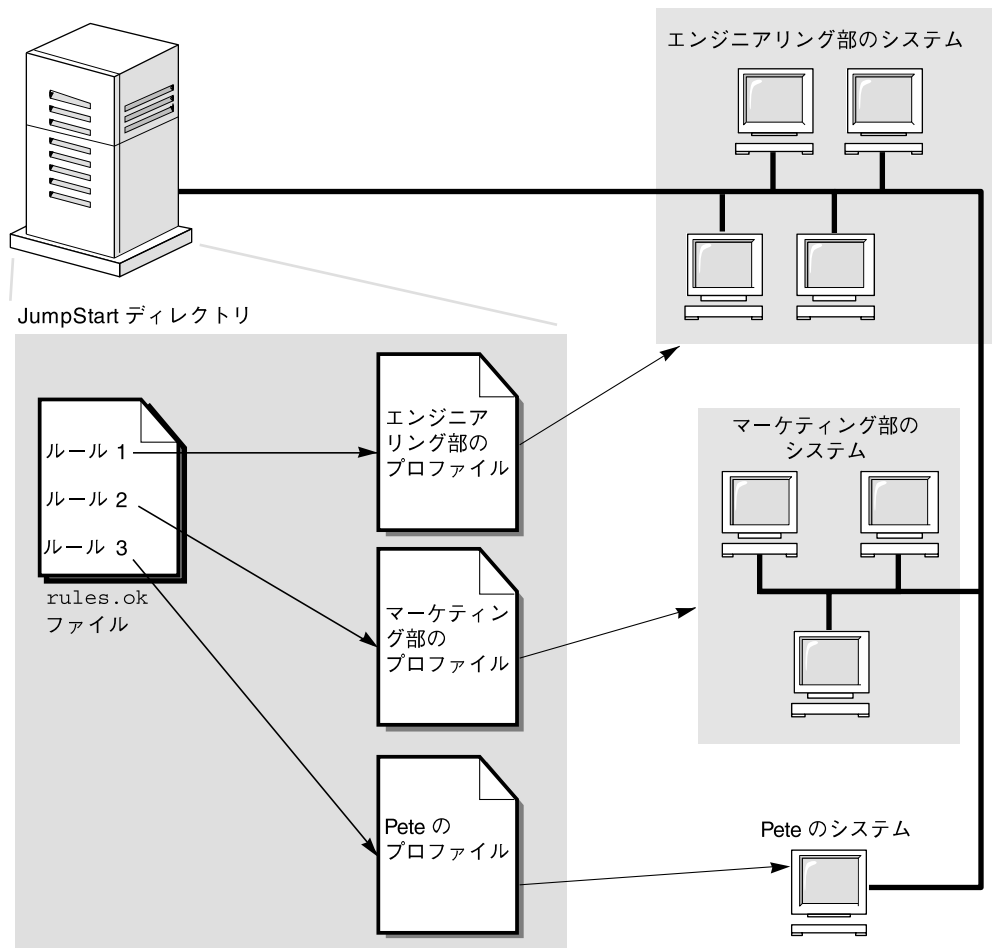 エンジニアリング部のシステム
JumpStart ディレクトリ
ルール 1
ルール 2
ルール 3
rules.ok
ファイル
エンジニア
リング部の
プロファイル
マーケティン
グ部の
プロファイル
Pete の
プロファイル
マーケティング部の
システム
Pete のシステム